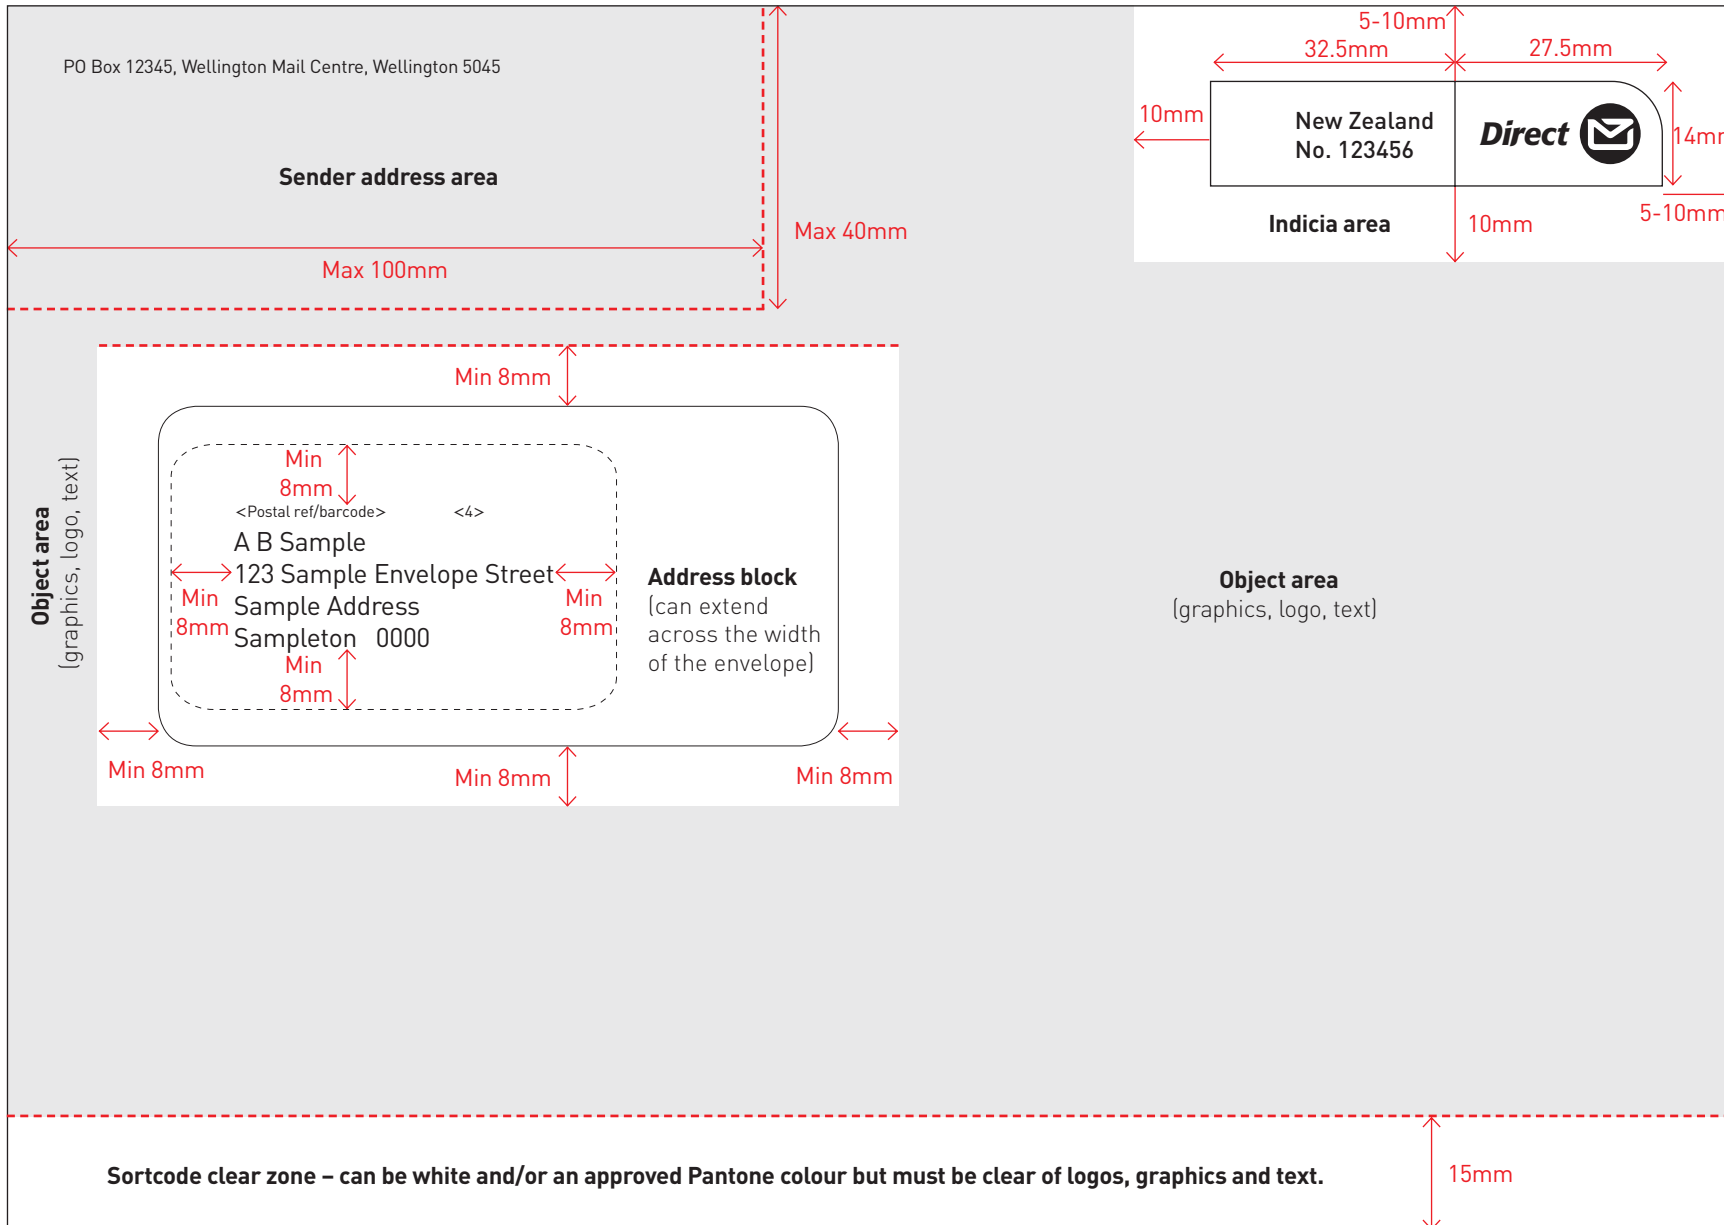 5-10mm
32.5mm
27.5mm
PO Box 12345, Wellington Mail Centre, Wellington 5045
10mm
New Zealand
No. 123456
Direct
14mm
Sender address area
5-10mm
Indicia area
10mm
Max 40mm
Max 100mm
Min 8mm
Min
8mm
<Postal ref/barcode> <4>
A B Sample
123 Sample Envelope Street
Sample Address
Sampleton 0000
Min
8mm
Min
8mm
Min
8mm
Address block
(can extend
across the width
of the envelope)
Object area
(graphics, logo, text)
Object area
(graphics, logo, text)
Min 8mm
Min 8mm
Min 8mm
Sortcode clear zone – can be white and/or an approved Pantone colour but must be clear of logos, graphics and text.
15mm